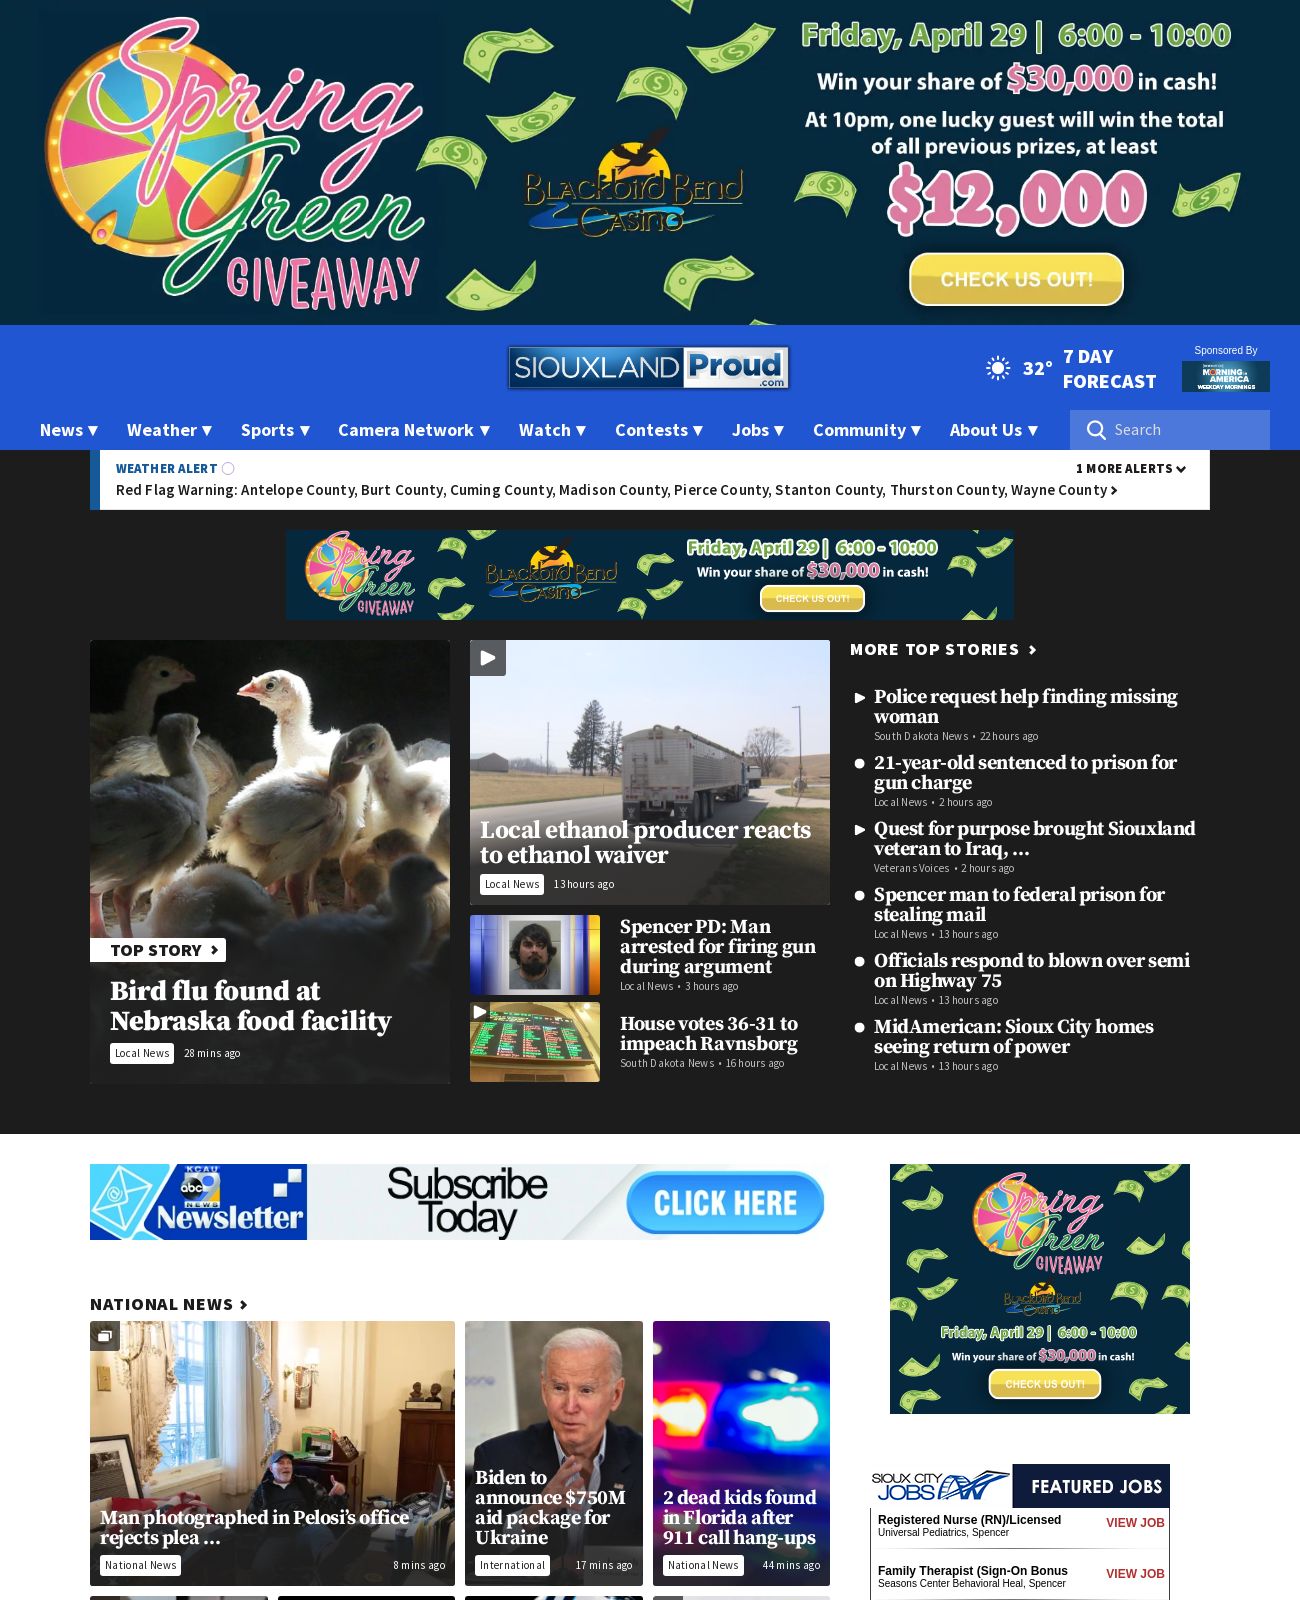 Spring
Green
GIVEAWAY
BLACKBIRD BEND
CASINO
Friday, April 29 | 6:00 - 10:00
Win your share of $30,000 in cash!
At 10pm, one lucky guest will win the total
of all previous prizes, at least
$12,000
CHECK US OUT!
SIOUXLAND Proud
.com
32°
7 DAY
FORECAST
Sponsored By
MORNING
AMERICA
WEEKDAY MORNINGS
News ▾ Weather ▾ Sports ▾ Camera Network ▾ Watch ▾ Contests ▾ Jobs ▾ Community ▾ About Us ▾ Search
WEATHER ALERT
1 MORE ALERTS
Red Flag Warning: Antelope County, Burt County, Cuming County, Madison County, Pierce County, Stanton County, Thurston County, Wayne County
Spring
Green
GIVEAWAY
BLACKBIRD BEND
CASINO
Friday, April 29 | 6:00 - 10:00
Win your share of $30,000 in cash!
CHECK US OUT!
TOP STORY
Bird flu found at
Nebraska food facility
Local News 28 mins ago
Local ethanol producer reacts
to ethanol waiver
Local News 13 hours ago
Spencer PD: Man
arrested for firing gun
during argument
Local News • 3 hours ago
House votes 36-31 to
impeach Ravnsborg
South Dakota News • 16 hours ago
MORE TOP STORIES
Police request help finding missing
woman
South Dakota News • 22 hours ago
21-year-old sentenced to prison for
gun charge
Local News • 2 hours ago
Quest for purpose brought Siouxland
veteran to Iraq, …
Veterans Voices • 2 hours ago
Spencer man to federal prison for
stealing mail
Local News • 13 hours ago
Officials respond to blown over semi
on Highway 75
Local News • 13 hours ago
MidAmerican: Sioux City homes
seeing return of power
Local News • 13 hours ago
KCAU
abc 9
NEWS
Newsletter
Subscribe
Today
CLICK HERE
NATIONAL NEWS
Man photographed in Pelosi's office
rejects plea …
National News 8 mins ago
Biden to
announce $750M
aid package for
Ukraine
International 17 mins ago
2 dead kids found
in Florida after
911 call hang-ups
National News 44 mins ago
Spring
Green
GIVEAWAY
BLACKBIRD BEND
CASINO
Friday, April 29 | 6:00 - 10:00
Win your share of $30,000 in cash!
CHECK US OUT!
SIOUX CITY
JOBS
FEATURED JOBS
Registered Nurse (RN)/Licensed
Universal Pediatrics, Spencer
VIEW JOB
Family Therapist (Sign-On Bonus
Seasons Center Behavioral Heal, Spencer
VIEW JOB